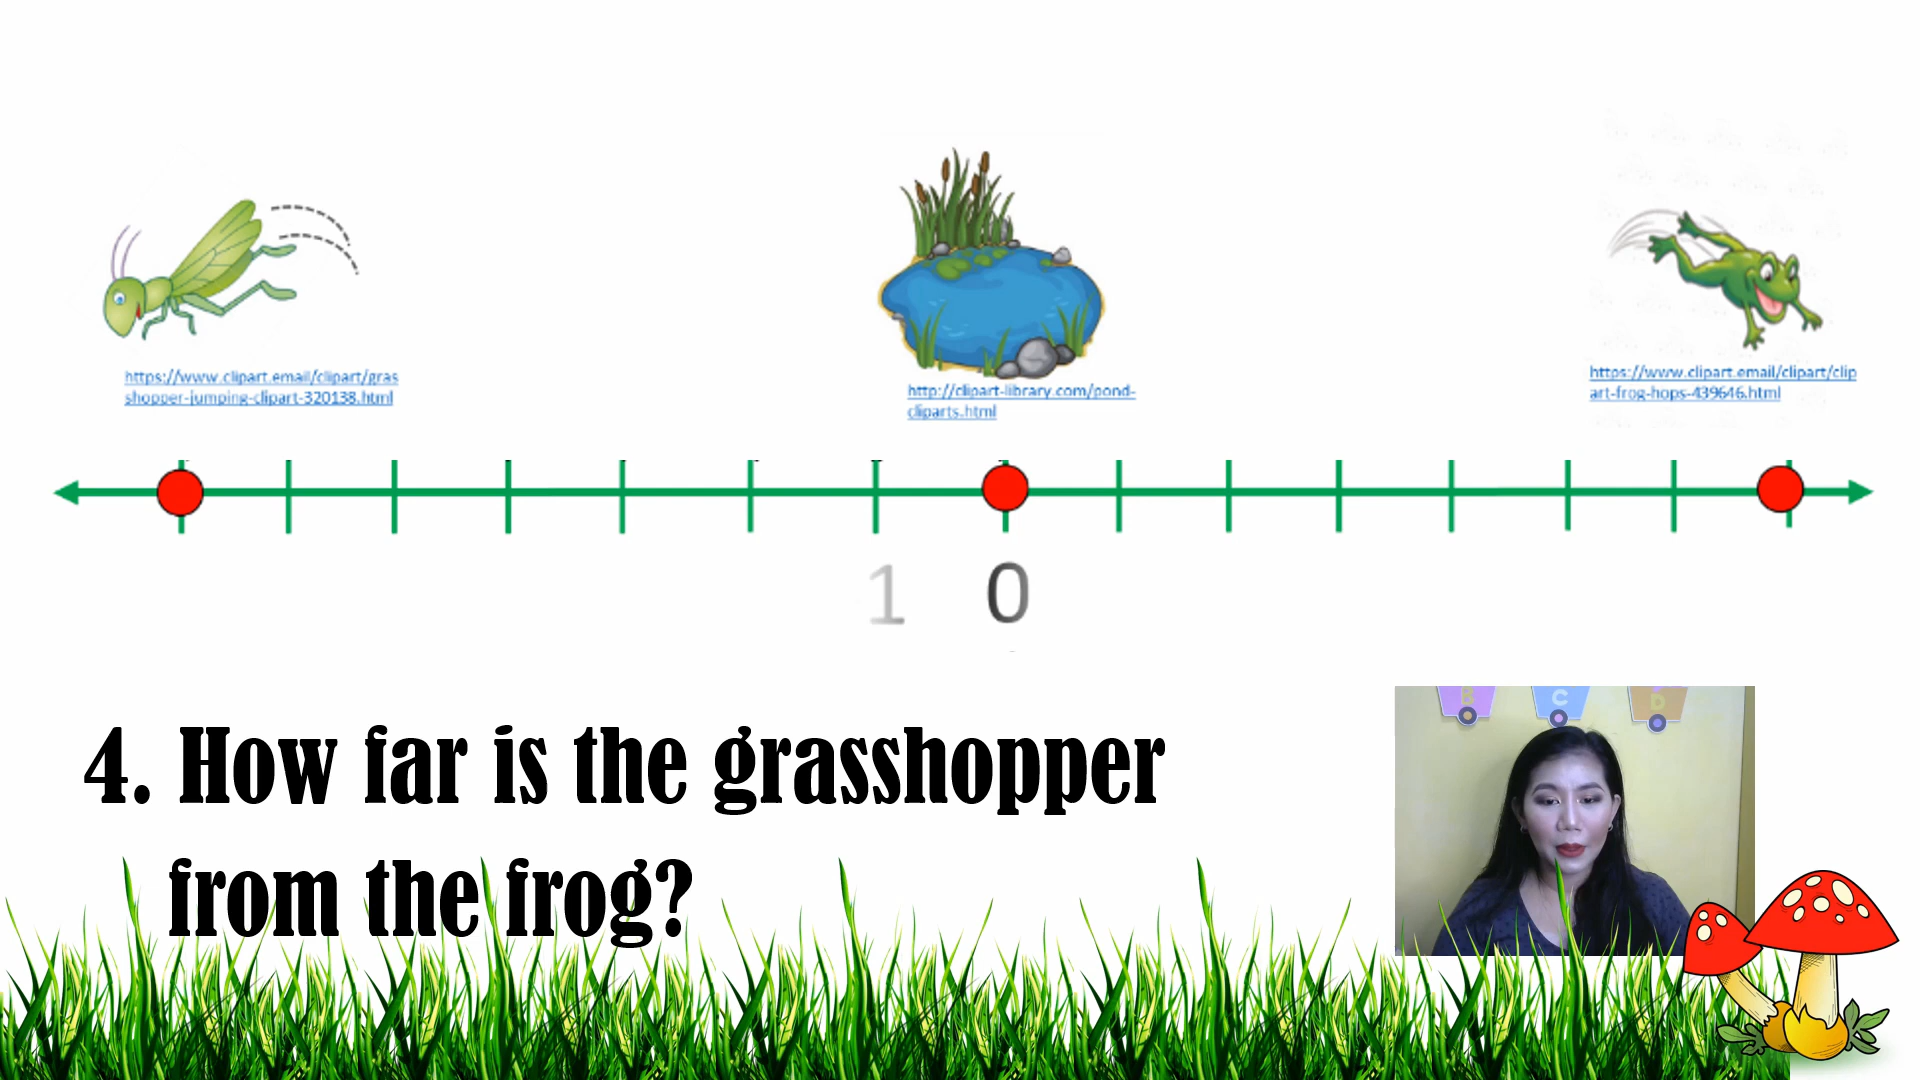 https://www.clipart.email/clipart/gras
shopper-jumping-clipart-320138.html
http://clipart-library.com/pond-
cliparts.html
https://www.clipart.email/clipart/clip
art-frog-hops-439646.html
1 0
4. How far is the grasshopper
from the frog?
B C D